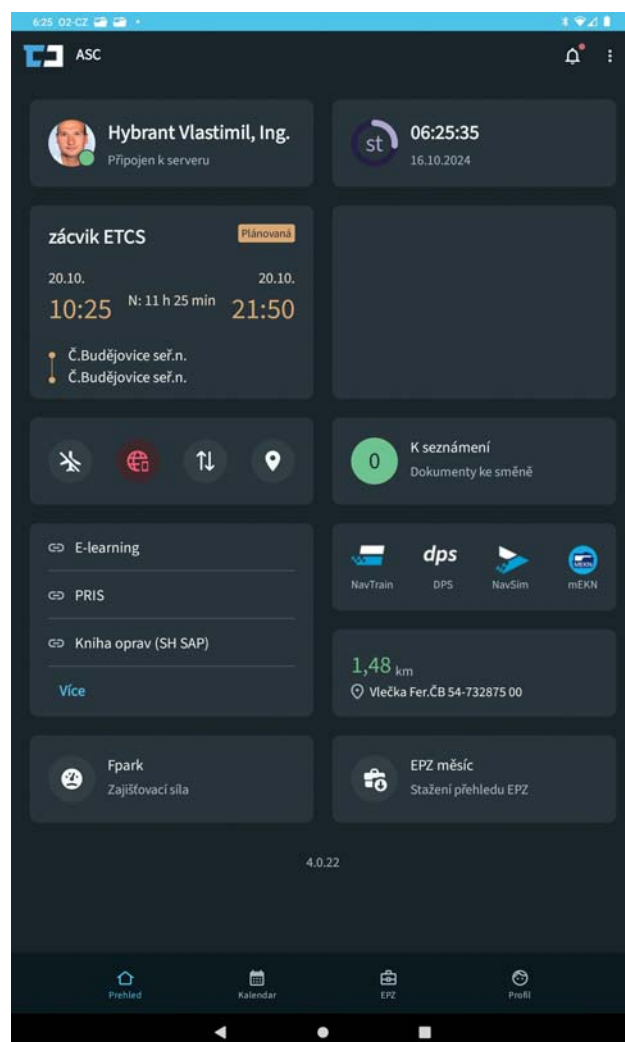 6:25 O2-CZ
ASC
Hybrant Vlastimil, Ing.
Připojen k serveru
st
06:25:35
16.10.2024
zácvik ETCS
Plánovaná
20.10.
20.10.
10:25
N: 11 h 25 min
21:50
Č.Budějovice seř.n.
Č.Budějovice seř.n.
0
K seznámení
Dokumenty ke směně
E-learning
PRIS
Kniha oprav (SH SAP)
Více
dps
MEKN
NavTrain
DPS
NavSim
mEKN
1,48 km
Vlečka Fer.ČB 54-732875 00
Fpark
Zajišťovací síla
EPZ měsíc
Stažení přehledu EPZ
4.0.22
Prehled
Kalendar
EPZ
Profil